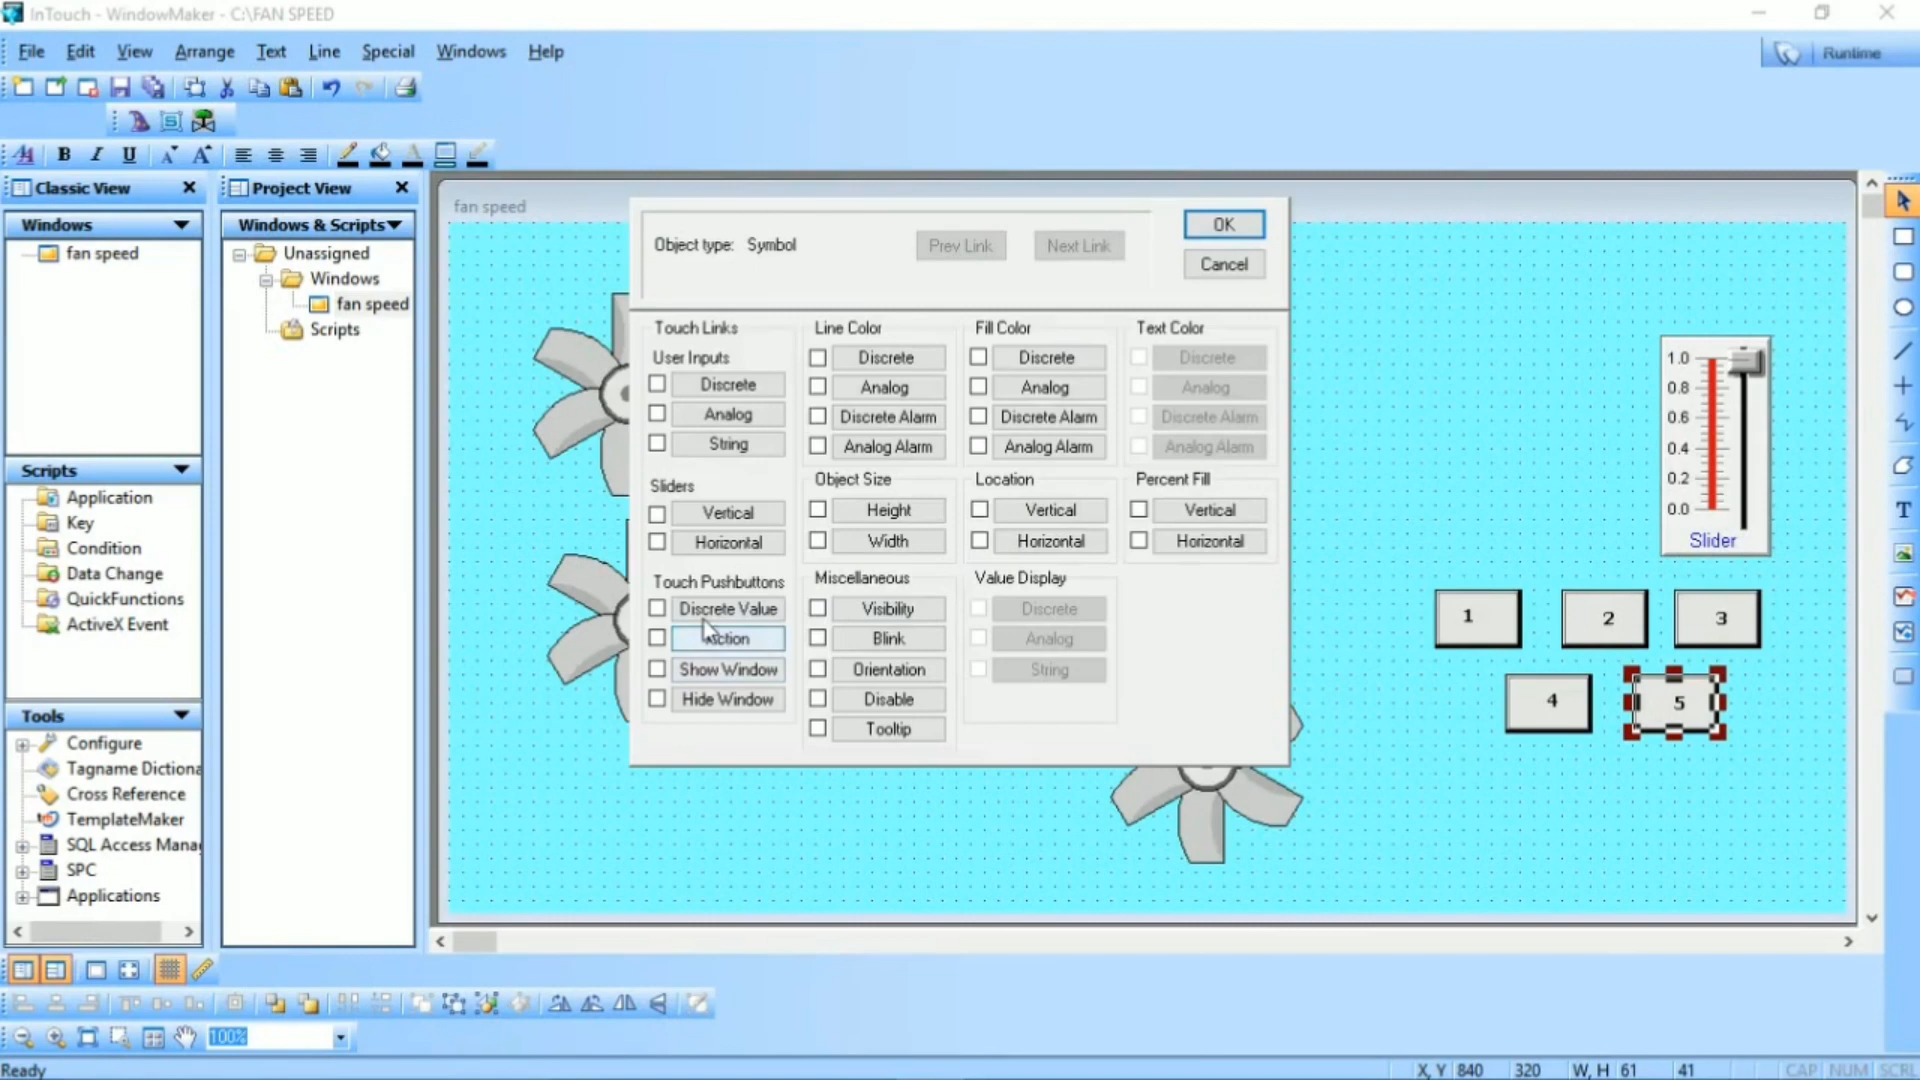 InTouch - WindowMaker - C:\FAN SPEED
File Edit View Arrange Text Line Special Windows Help
Runtime
B I U
Classic View
Project View
Windows
fan speed
Scripts
Application
Key
Condition
Data Change
QuickFunctions
ActiveX Event
Tools
Configure
Tagname Dictiona
Cross Reference
TemplateMaker
SQL Access Mana
SPC
Applications
Windows & Scripts
Unassigned
Windows
fan speed
Scripts
fan speed
Object type: Symbol
Prev Link
Next Link
OK
Cancel
Touch Links
User Inputs
Discrete
Analog
String
Sliders
Vertical
Horizontal
Touch Pushbuttons
Discrete Value
Show Window
Hide Window
Line Color
Discrete
Analog
Discrete Alarm
Analog Alarm
Object Size
Height
Width
Miscellaneous
Visibility
Blink
Orientation
Disable
Tooltip
Fill Color
Discrete
Analog
Discrete Alarm
Analog Alarm
Location
Vertical
Horizontal
Value Display
Discrete
Analog
String
Text Color
Discrete
Analog
Discrete Alarm
Analog Alarm
Percent Fill
Vertical
Horizontal
1.0
0.8
0.6
0.4
0.2
0.0
Slider
1
2
3
4
5
100%
Ready
X, Y 840 320 W, H 61 41 CAP NUM SCRL